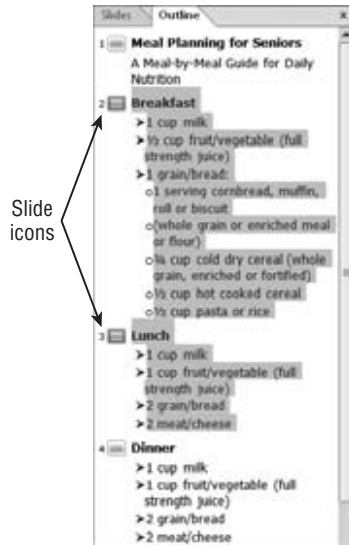 Slides Outline x
1 Meal Planning for Seniors
A Meal-by-Meal Guide for Daily
Nutrition
2 Breakfast
➤1 cup milk
➤½ cup fruit/vegetable (full
strength juice)
➤1 grain/bread:
o1 serving cornbread, muffin,
roll or biscuit
o(whole grain or enriched meal
or flour)
o¾ cup cold dry cereal (whole
grain, enriched or fortified)
o½ cup hot cooked cereal
o½ cup pasta or rice
Slide
icons
3 Lunch
➤1 cup milk
➤1 cup fruit/vegetable (full
strength juice)
➤2 grain/bread
➤2 meat/cheese
4 Dinner
➤1 cup milk
➤1 cup fruit/vegetable (full
strength juice)
➤2 grain/bread
➤2 meat/cheese